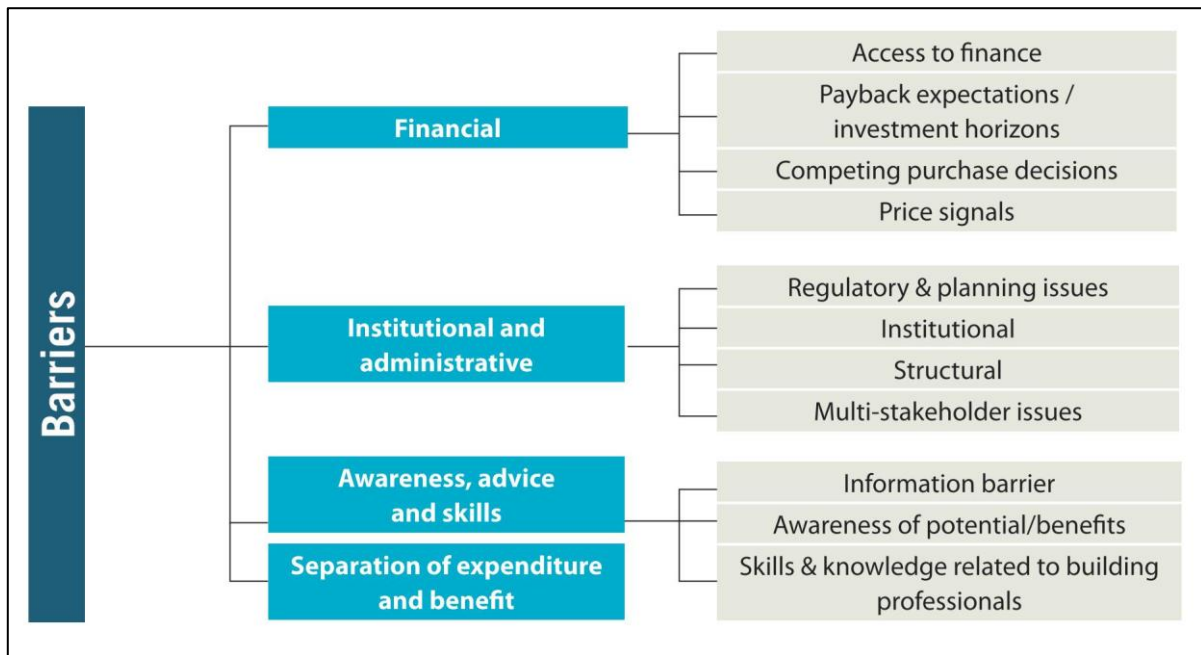 Barriers
Financial
Access to finance
Payback expectations /
investment horizons
Competing purchase decisions
Price signals
Institutional and
administrative
Regulatory & planning issues
Institutional
Structural
Multi-stakeholder issues
Awareness, advice
and skills
Information barrier
Awareness of potential/benefits
Skills & knowledge related to building
professionals
Separation of expenditure
and benefit